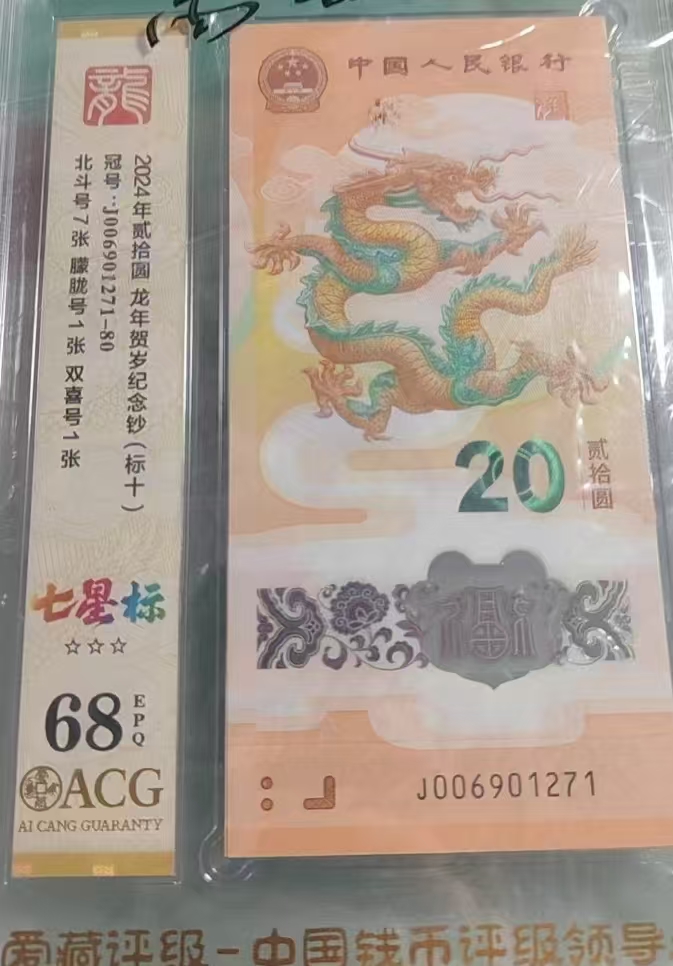 龍
2024年贰拾圆 龙年贺岁纪念钞(标十)
冠号:J006901271-80
北斗号7张 朦胧号1张 双喜号1张
七星标
☆☆☆
68
EPQ
ACG
AI CANG GUARANTY
中国人民银行
20
贰拾圆
J006901271
爱藏评级-中国钱币评级领导